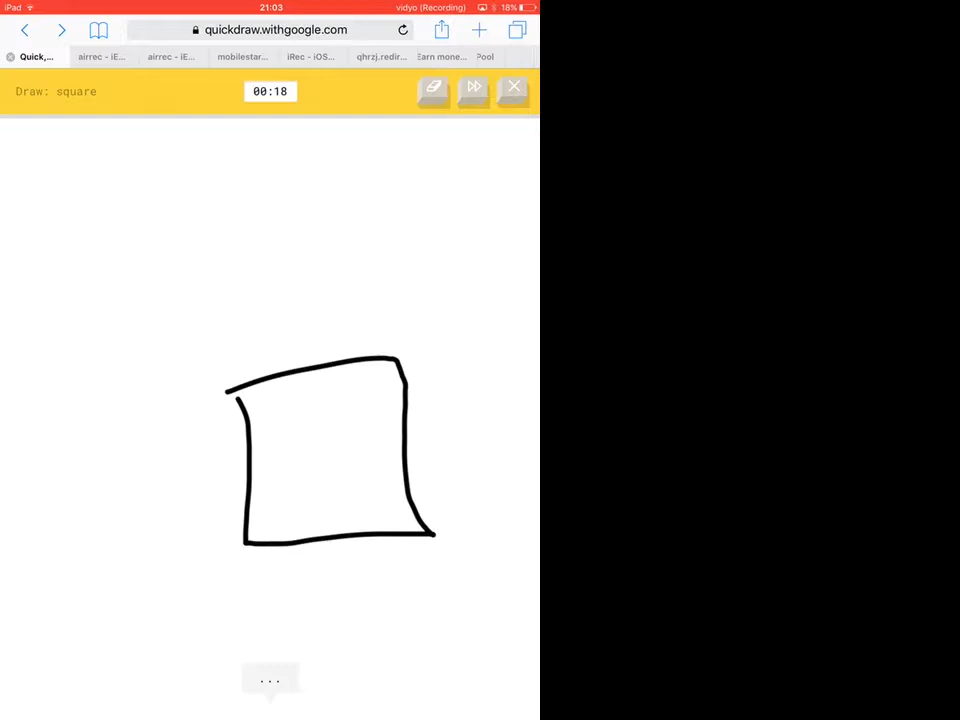 iPad 21:03 vidyo (Recording) 18%
quickdraw.withgoogle.com
Quick,... airrec - iE... airrec - iE... mobilestar... iRec - iOS... qhrzj.redir... Earn mone... Pool
Draw: square 00:18
...